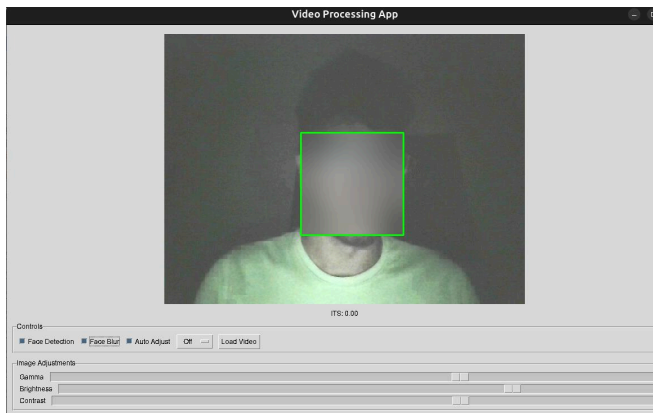 Video Processing App
ITS: 0.00
Controls
Face Detection Face Blur Auto Adjust Off Load Video
Image Adjustments
Gamma
Brightness
Contrast